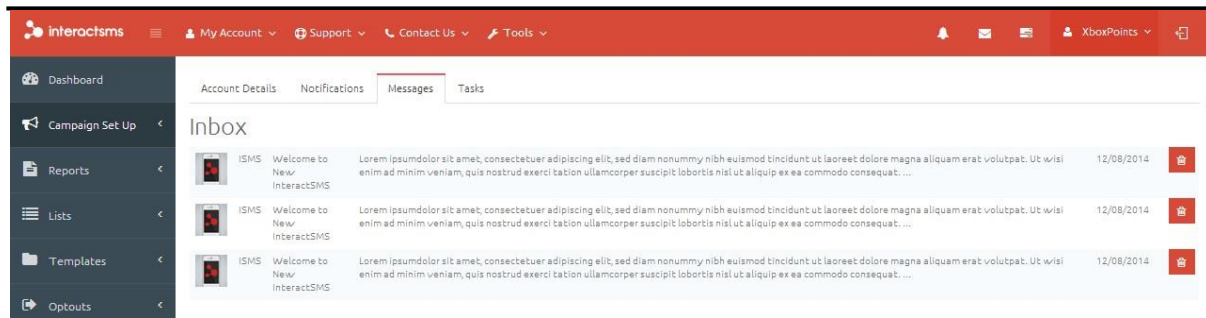 interactsms My Account Support Contact Us Tools XboxPoints
Dashboard
Campaign Set Up
Reports
Lists
Templates
Optouts
Account Details Notifications Messages Tasks
Inbox
ISMS Welcome to Lorem ipsumdolor sit amet, consectetuer adipiscing elit, sed diam nonummy nibh euismod tincidunt ut laoreet dolore magna aliquam erat volutpat. Ut wisi 12/08/2014
New enim ad minim veniam, quis nostrud exerci tation ullamcorper suscipit lobortis nisl ut aliquip ex ea commodo consequat. ...
InteractSMS
ISMS Welcome to Lorem ipsumdolor sit amet, consectetuer adipiscing elit, sed diam nonummy nibh euismod tincidunt ut laoreet dolore magna aliquam erat volutpat. Ut wisi 12/08/2014
New enim ad minim veniam, quis nostrud exerci tation ullamcorper suscipit lobortis nisl ut aliquip ex ea commodo consequat. ...
InteractSMS
ISMS Welcome to Lorem ipsumdolor sit amet, consectetuer adipiscing elit, sed diam nonummy nibh euismod tincidunt ut laoreet dolore magna aliquam erat volutpat. Ut wisi 12/08/2014
New enim ad minim veniam, quis nostrud exerci tation ullamcorper suscipit lobortis nisl ut aliquip ex ea commodo consequat. ...
InteractSMS